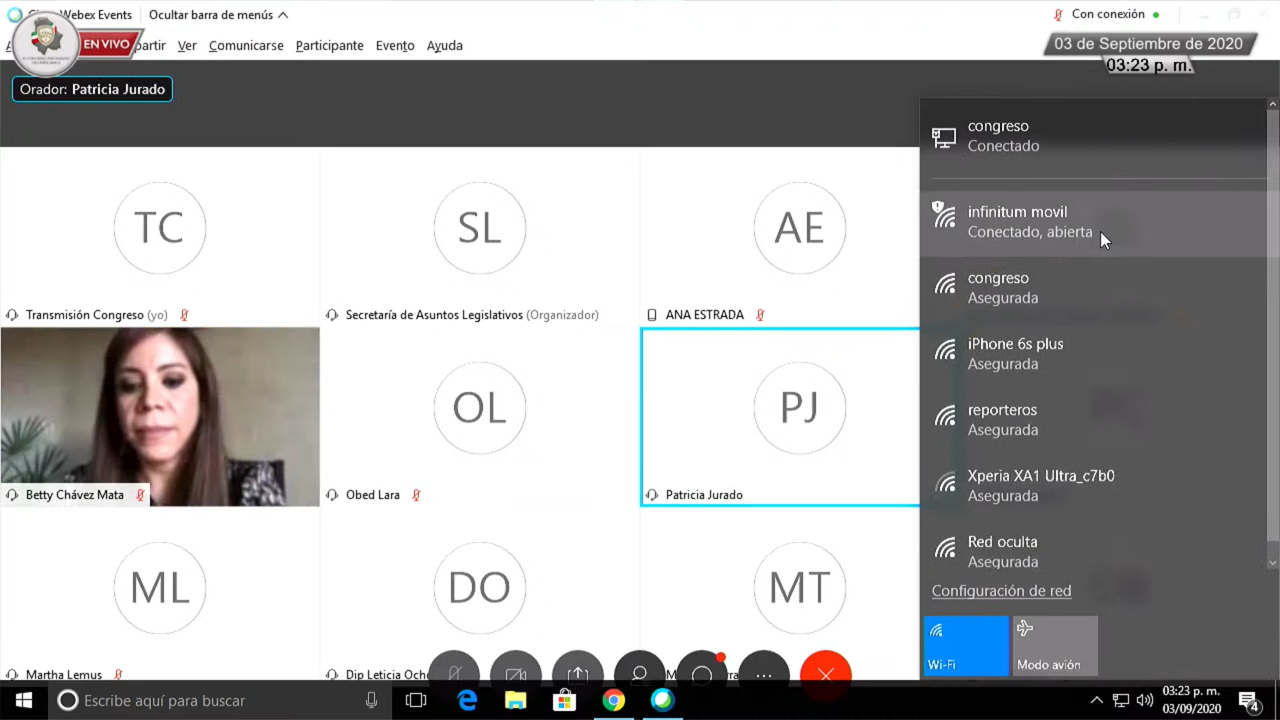 Webex Events
Ocultar barra de menús
Con conexión
EN VIVO
Ver
Comunicarse
Participante
Evento
Ayuda
03 de Septiembre de 2020
03:23 p. m.
Orador: Patricia Jurado
TC
SL
AE
Transmisión Congreso (yo)
Secretaría de Asuntos Legislativos (Organizador)
ANA ESTRADA
OL
PJ
Betty Chávez Mata
Obed Lara
Patricia Jurado
ML
DO
MT
Martha Lemus
Dip Leticia Ocho
congreso
Conectado
infinitum movil
Conectado, abierta
congreso
Asegurada
iPhone 6s plus
Asegurada
reporteros
Asegurada
Xperia XA1 Ultra_c7b0
Asegurada
Red oculta
Asegurada
Configuración de red
Wi-Fi
Modo avión
Escribe aquí para buscar
03:23 p. m.
03/09/2020
4